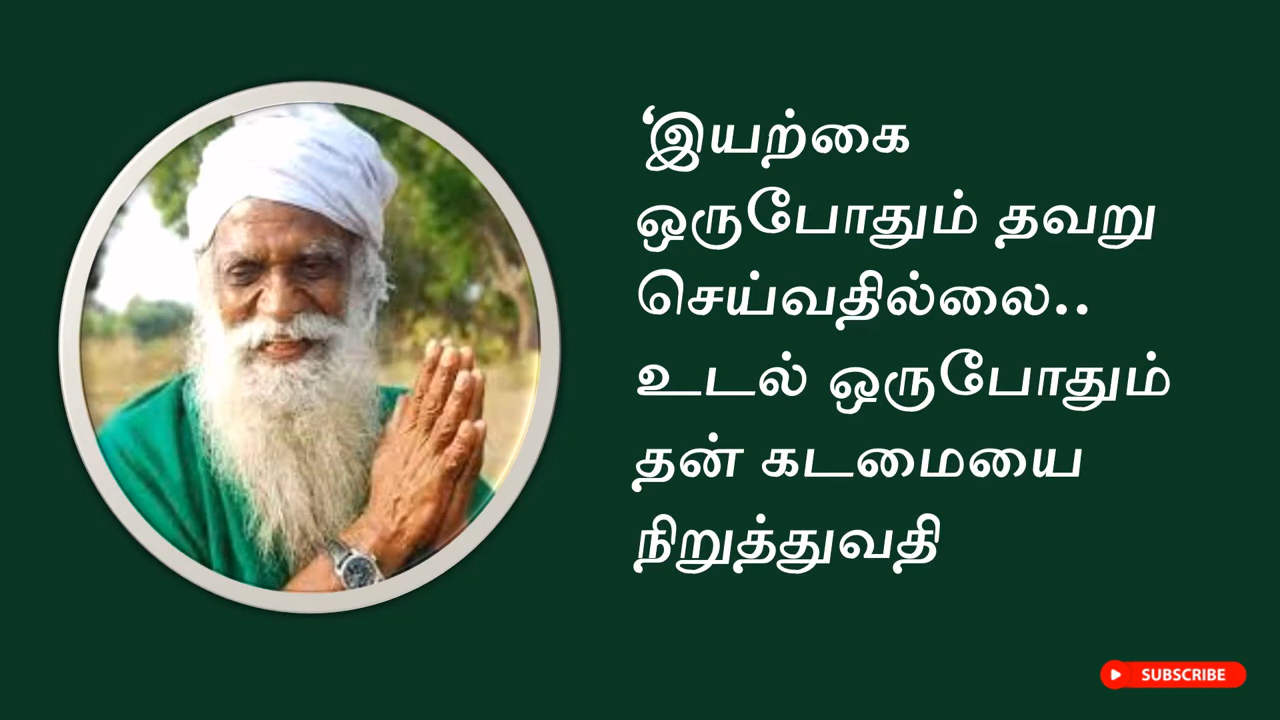 ‘இயற்கை
ஒருபோதும் தவறு
செய்வதில்லை..
உடல் ஒருபோதும்
தன் கடமையை
நிறுத்துவதி
SUBSCRIBE